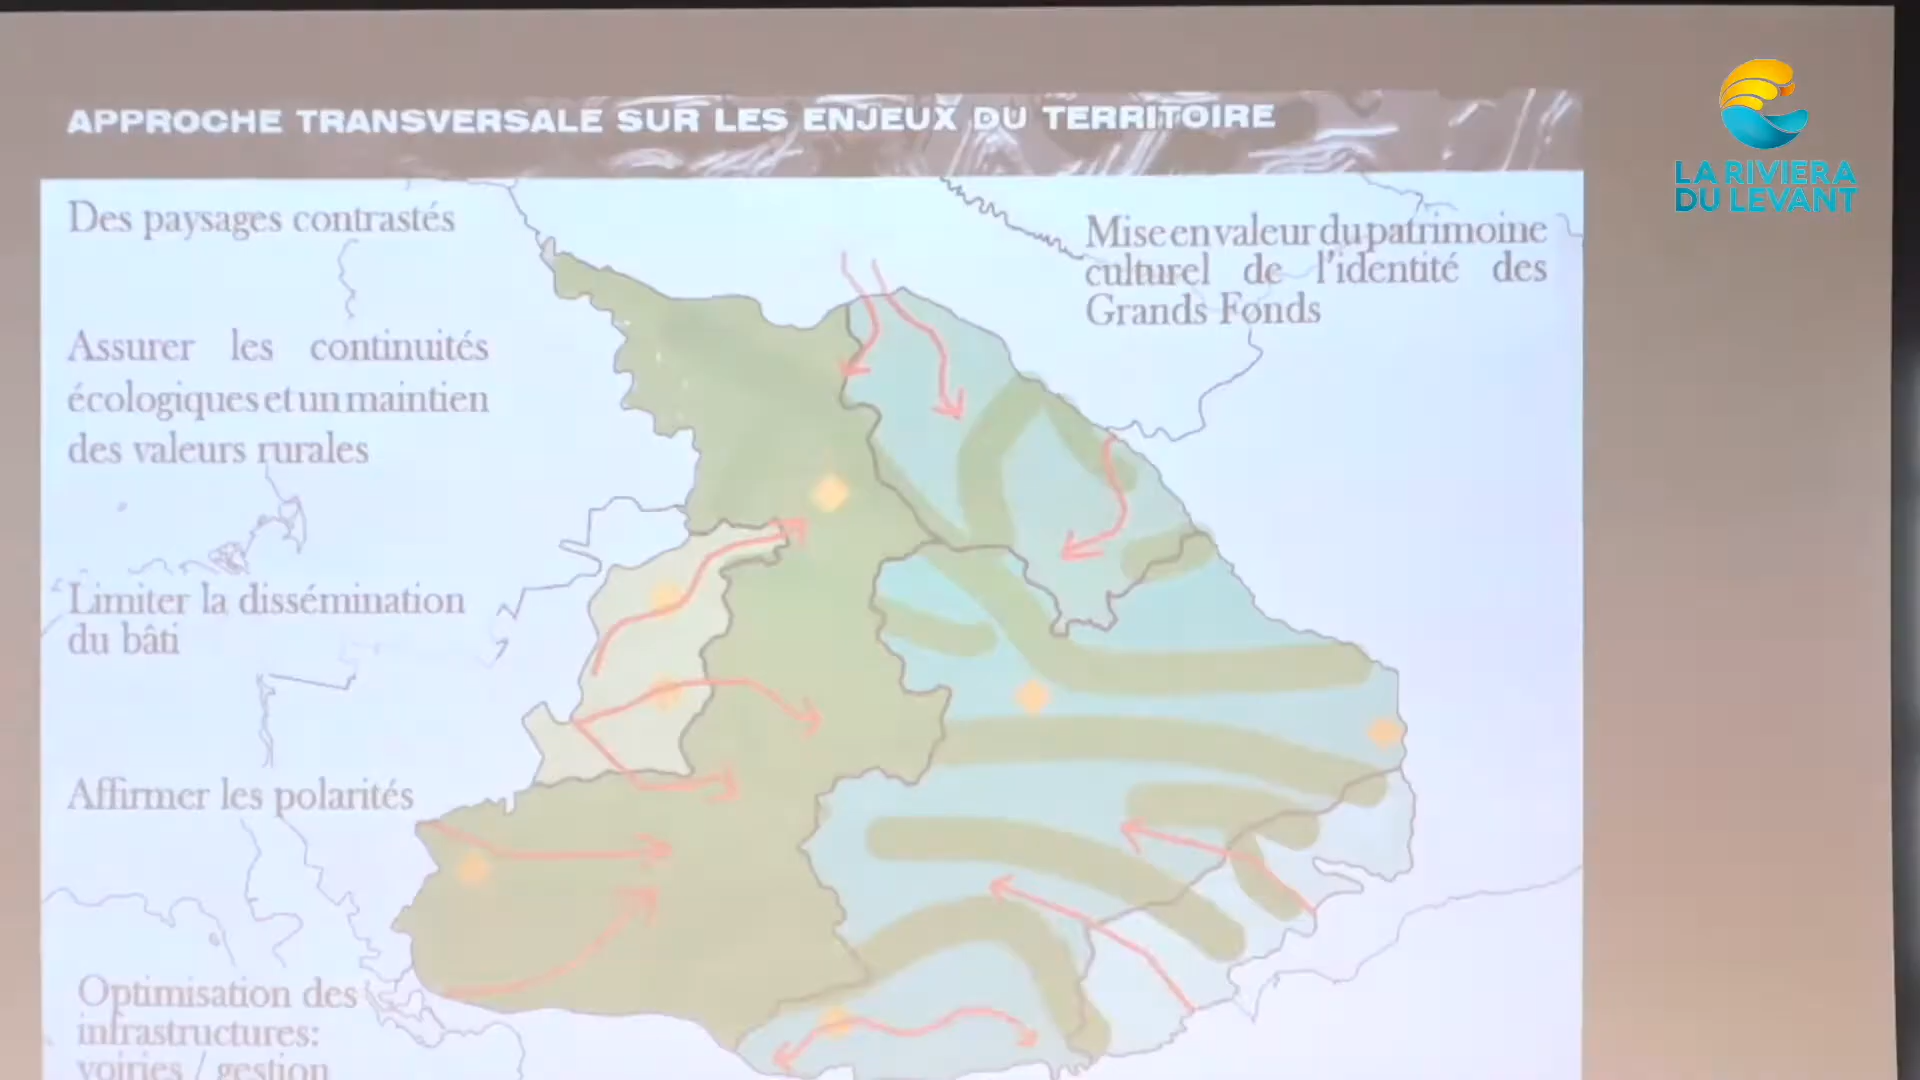 APPROCHE TRANSVERSALE SUR LES ENJEUX DU TERRITOIRE
LA RIVIERA
DU LEVANT
Des paysages contrastés
Mise en valeur du patrimoine
culturel de l'identité des
Grands Fonds
Assurer les continuités
écologiques et un maintien
des valeurs rurales
Limiter la dissémination
du bâti
Affirmer les polarités
Optimisation des
infrastructures:
voiries / gestion